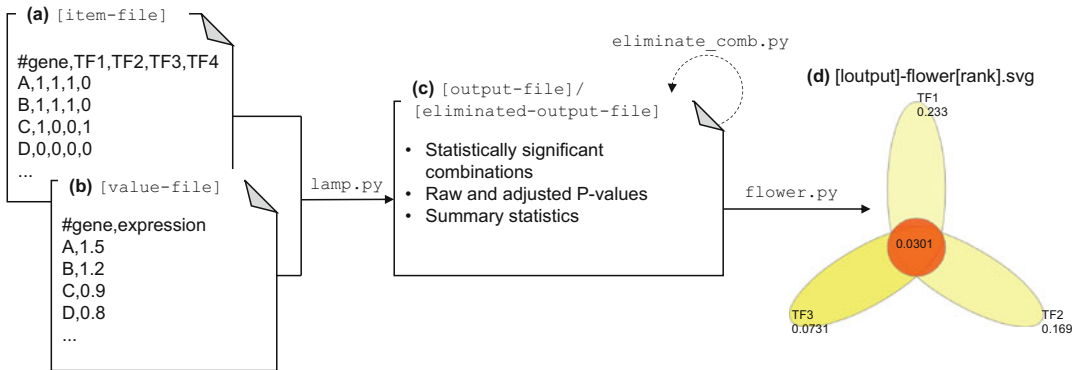 (a) [item-file]
#gene,TF1,TF2,TF3,TF4
A,1,1,1,0
B,1,1,1,0
C,1,0,0,1
D,0,0,0,0
...
(b) [value-file]
#gene,expression
A,1.5
B,1.2
C,0.9
D,0.8
...
lamp.py
(c) [output-file]/
[eliminated-output-file]
• Statistically significant
combinations
• Raw and adjusted P-values
• Summary statistics
eliminate_comb.py
flower.py
(d) [loutput]-flower[rank].svg
TF1
0.233
0.0301
TF3
0.0731
TF2
0.169